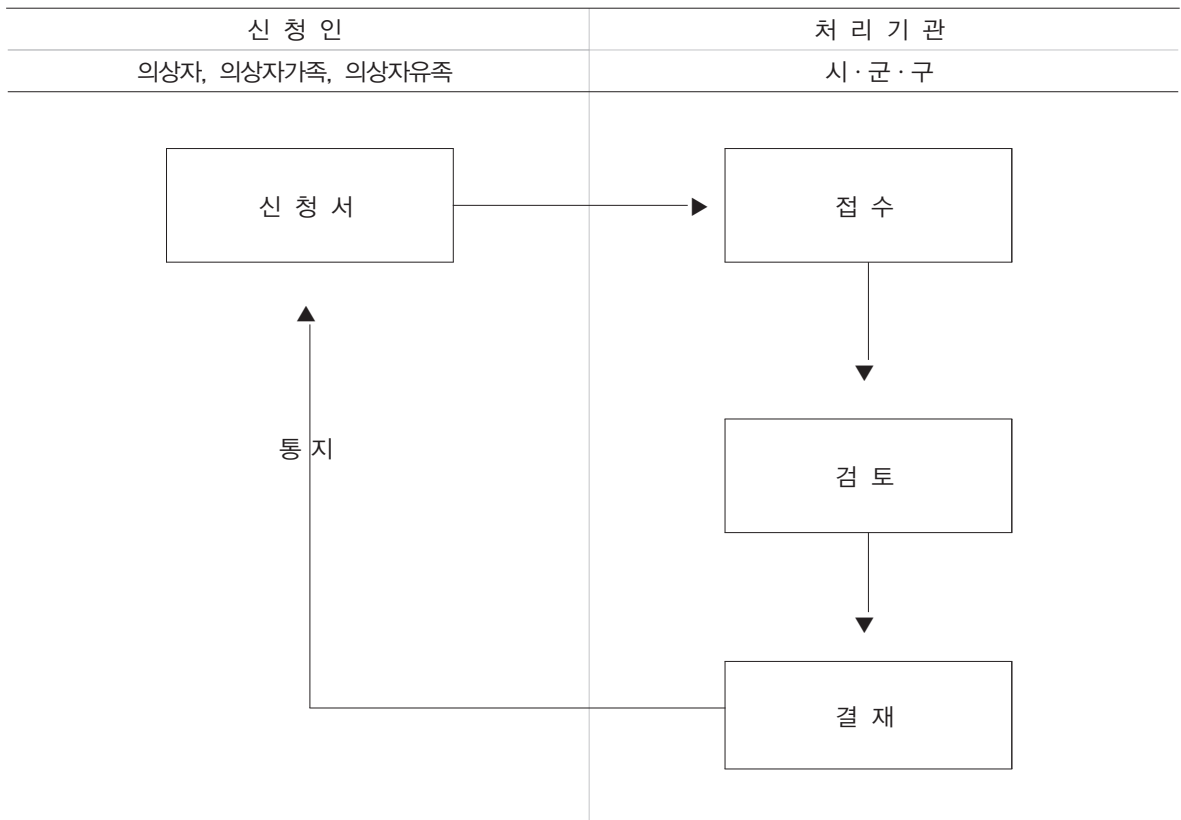 신 청 인
처 리 기 관
의상자, 의상자가족, 의상자유족
시·군·구
신 청 서
접 수
통 지
검 토
결 재